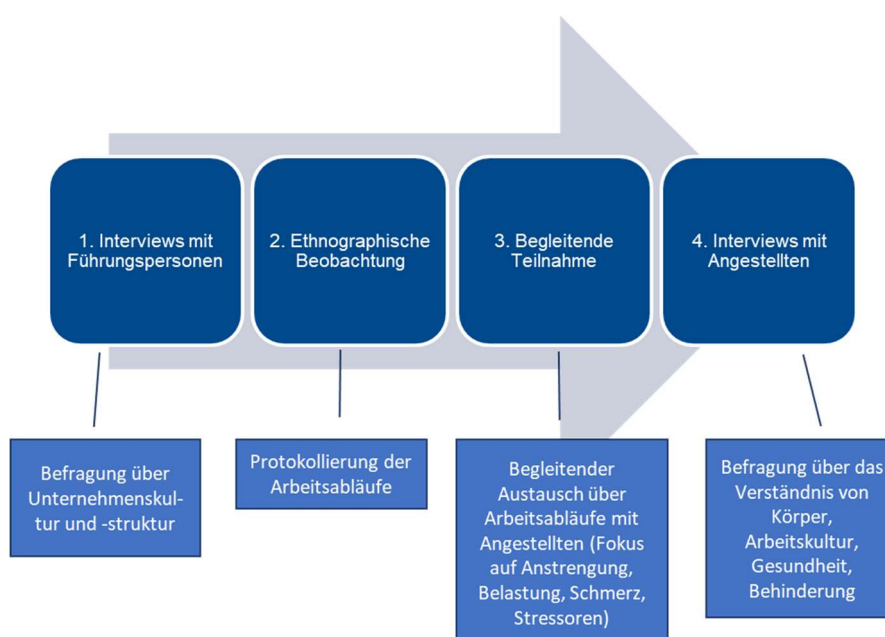 1. Interviews mit
Führungspersonen
2. Ethnographische
Beobachtung
3. Begleitende
Teilnahme
4. Interviews mit
Angestellten
Befragung über
Unternehmenskul-
tur und -struktur
Protokollierung der
Arbeitsabläufe
Begleitender
Austausch über
Arbeitsabläufe mit
Angestellten (Fokus
auf Anstrengung,
Belastung, Schmerz,
Stressoren)
Befragung über das
Verständnis von
Körper,
Arbeitskultur,
Gesundheit,
Behinderung